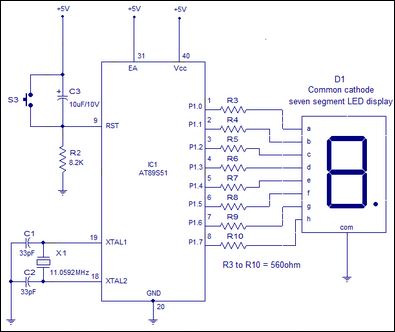 +5V
+5V
+5V
31
40
EA
Vcc
S3
+
C3
10uF/10V
9
RST
R2
8.2K
IC1
AT89S51
P1.0
1
R3
P1.1
2
R4
P1.2
3
R5
P1.3
4
R6
P1.4
5
R7
P1.5
6
R8
P1.6
7
R9
P1.7
8
R10
D1
Common cathode
seven segment LED display
a
b
c
d
e
f
g
h
8.
com
C1
33pF
X1
11.0592MHz
C2
33pF
19
XTAL1
18
XTAL2
GND
20
R3 to R10 = 560ohm